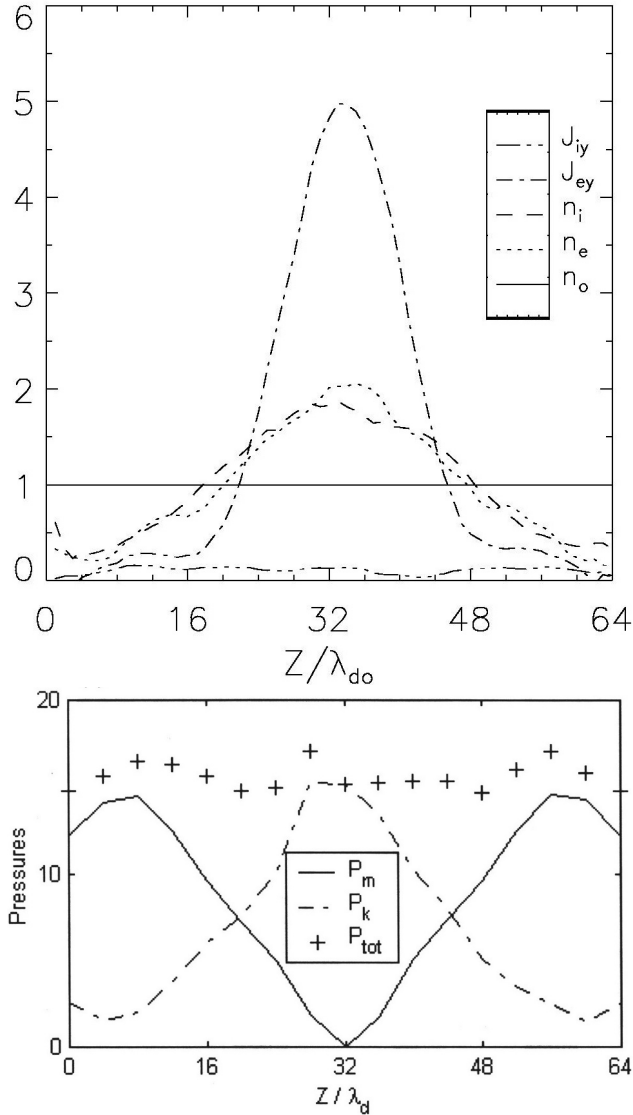 6
5
4
3
2
1
0
J_iy
J_ey
n_i
n_e
n_o
0 16 32 48 64
Z/λ_do
20
10
0
Pressures
P_m
P_k
P_tot
0 16 32 48 64
Z / λ_d